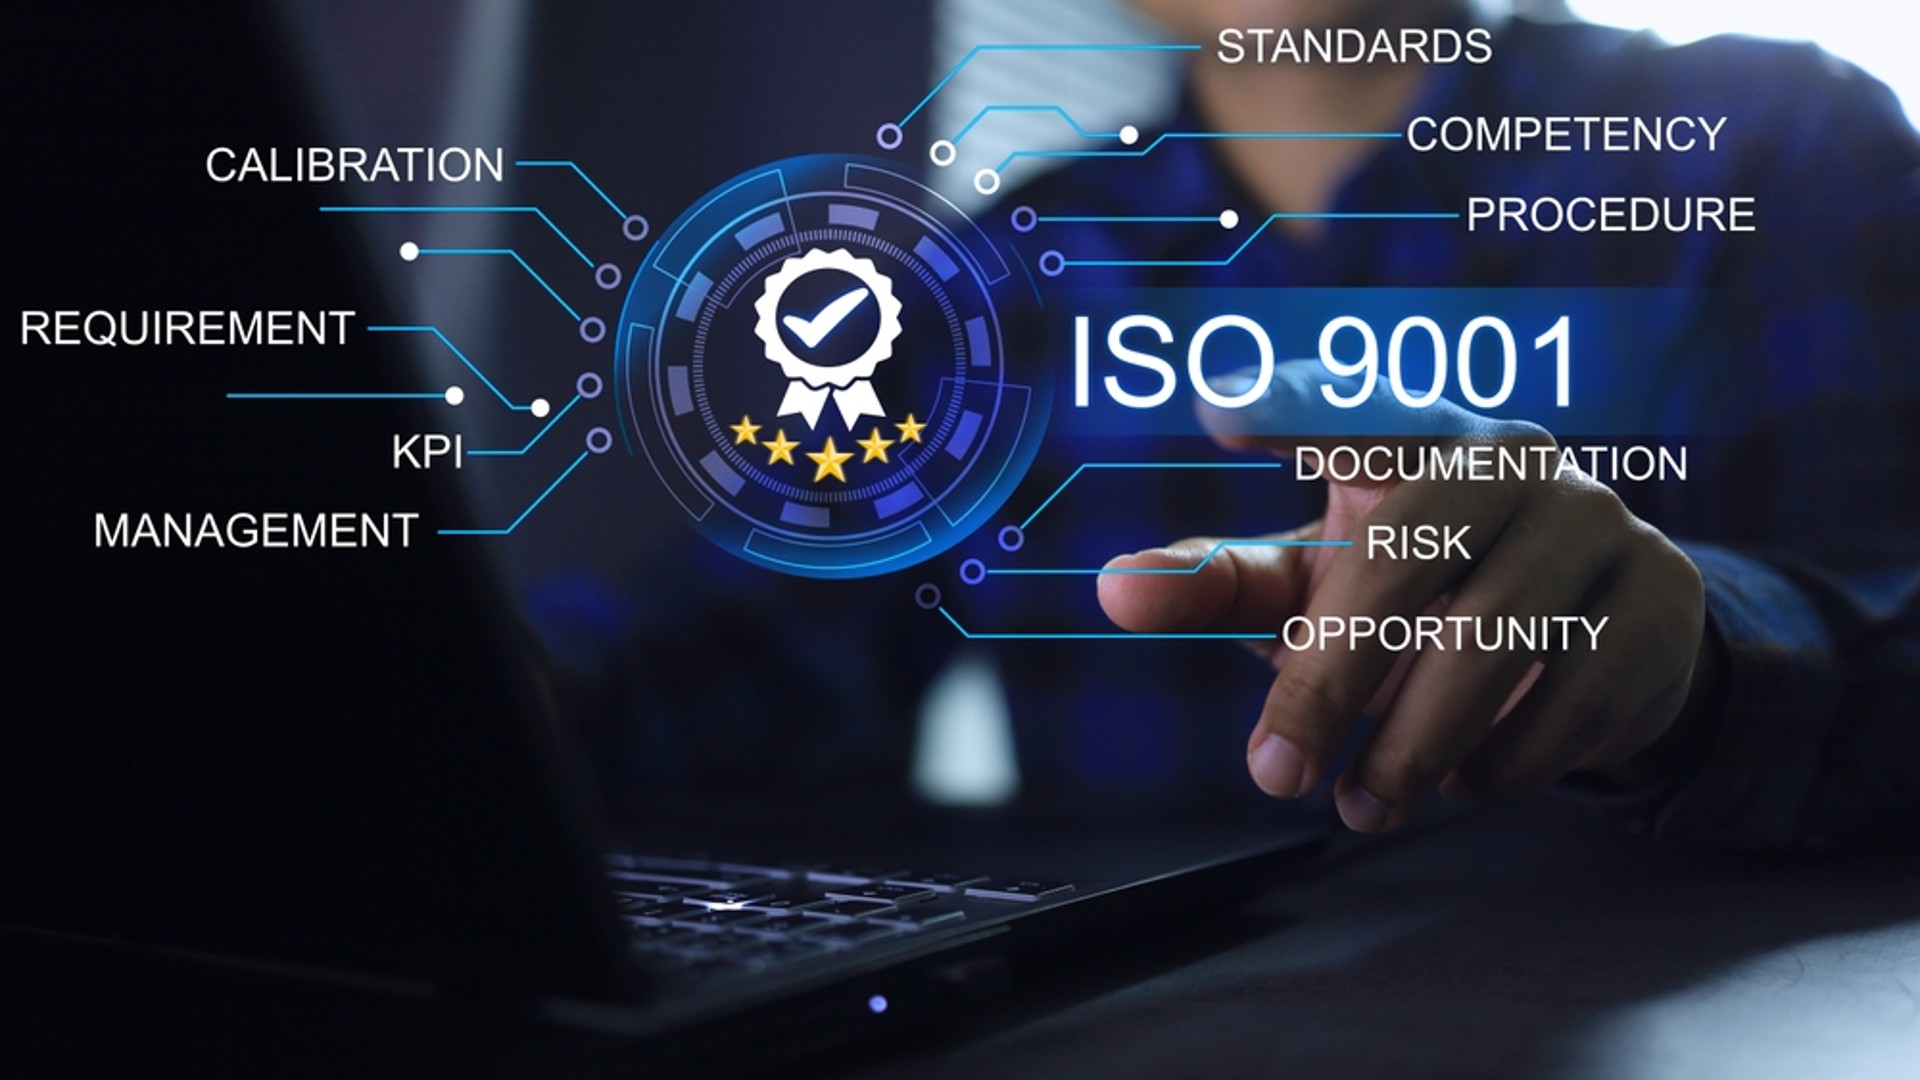 STANDARDS
COMPETENCY
CALIBRATION
PROCEDURE
REQUIREMENT
ISO 9001
KPI
DOCUMENTATION
MANAGEMENT
RISK
OPPORTUNITY